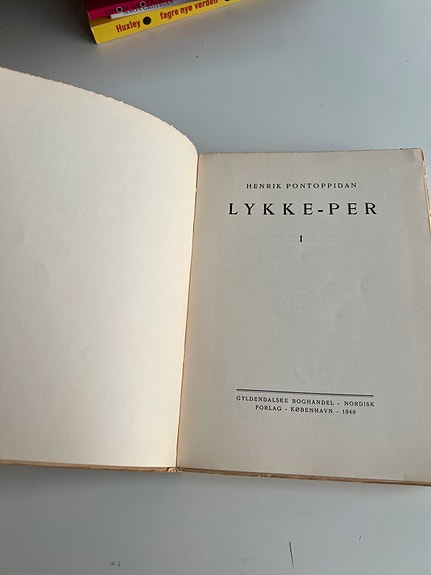 Huxley fagre nye verden
HENRIK PONTOPPIDAN
LYKKE-PER
I
GYLDENDALSKE BOGHANDEL - NORDISK
FORLAG - KØBENHAVN - 1949